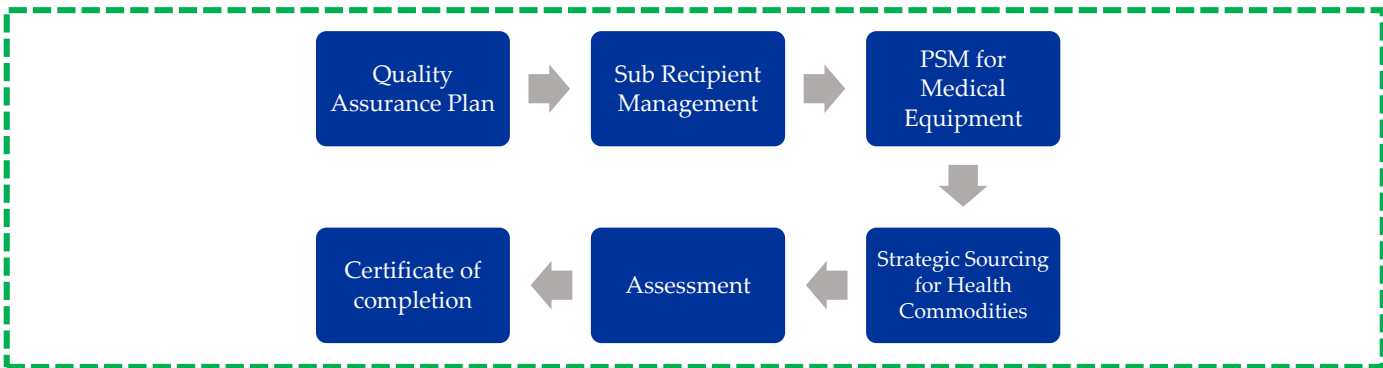 Quality
Assurance Plan
Sub Recipient
Management
PSM for
Medical
Equipment
Strategic Sourcing
for Health
Commodities
Assessment
Certificate of
completion